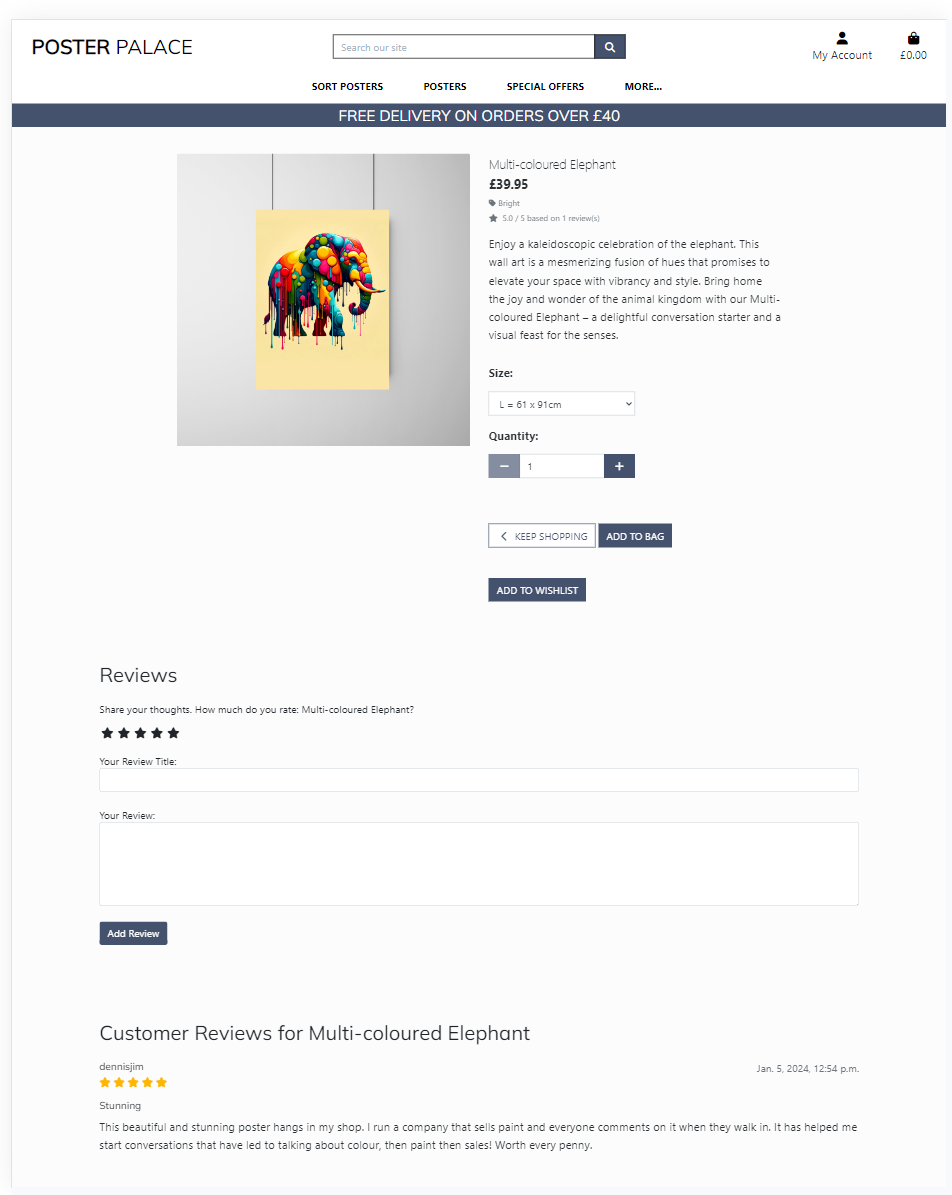 POSTER PALACE
Search our site
My Account
£0.00
SORT POSTERS
POSTERS
SPECIAL OFFERS
MORE...
FREE DELIVERY ON ORDERS OVER £40
Multi-coloured Elephant
£39.95
Bright
5.0 / 5 based on 1 review(s)
Enjoy a kaleidoscopic celebration of the elephant. This
wall art is a mesmerizing fusion of hues that promises to
elevate your space with vibrancy and style. Bring home
the joy and wonder of the animal kingdom with our Multi-
coloured Elephant – a delightful conversation starter and a
visual feast for the senses.
Size:
L = 61 x 91cm
Quantity:
1
KEEP SHOPPING
ADD TO BAG
ADD TO WISHLIST
Reviews
Share your thoughts. How much do you rate: Multi-coloured Elephant?
Your Review Title:
Your Review:
Add Review
Customer Reviews for Multi-coloured Elephant
dennisjim
Jan. 5, 2024, 12:54 p.m.
Stunning
This beautiful and stunning poster hangs in my shop. I run a company that sells paint and everyone comments on it when they walk in. It has helped me
start conversations that have led to talking about colour, then paint then sales! Worth every penny.